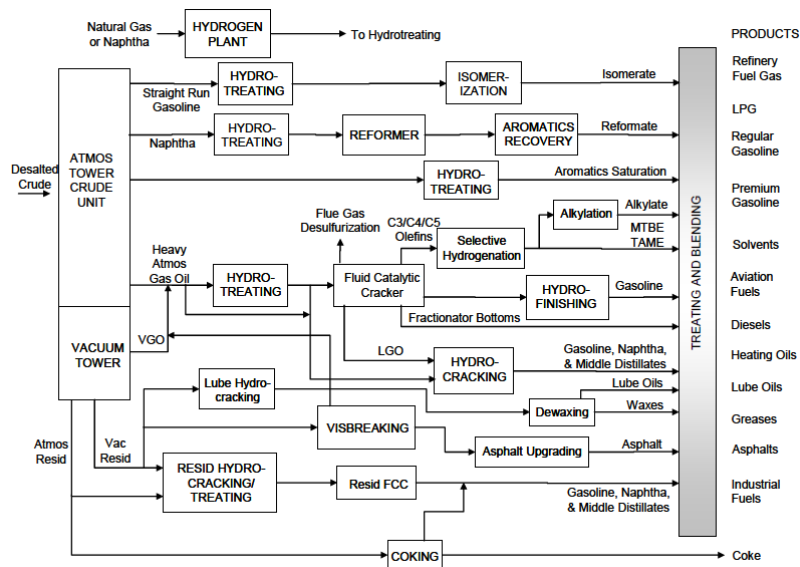 Natural Gas
or Naphtha
HYDROGEN
PLANT
To Hydrotreating
PRODUCTS
Straight Run
Gasoline
HYDRO-
TREATING
ISOMER-
IZATION
Isomerate
Refinery
Fuel Gas
LPG
Naphtha
HYDRO-
TREATING
REFORMER
AROMATICS
RECOVERY
Reformate
Regular
Gasoline
Desalted
Crude
ATMOS
TOWER
CRUDE
UNIT
HYDRO-
TREATING
Aromatics Saturation
Premium
Gasoline
Flue Gas
Desulfurization
C3/C4/C5
Olefins
Selective
Hydrogenation
Alkylation
Alkylate
MTBE
TAME
Solvents
Heavy
Atmos
Gas Oil
HYDRO-
TREATING
Fluid Catalytic
Cracker
HYDRO-
FINISHING
Gasoline
Aviation
Fuels
Fractionator Bottoms
Diesels
TREATING AND BLENDING
VACUUM
TOWER
VGO
LGO
HYDRO-
CRACKING
Gasoline, Naphtha,
& Middle Distillates
Heating Oils
Lube Hydro-
cracking
Dewaxing
Lube Oils
Waxes
Lube Oils
Greases
Atmos
Resid
Vac
Resid
VISBREAKING
Asphalt Upgrading
Asphalt
Asphalts
RESID HYDRO-
CRACKING/
TREATING
Resid FCC
Gasoline, Naphtha,
& Middle Distillates
Industrial
Fuels
COKING
Coke